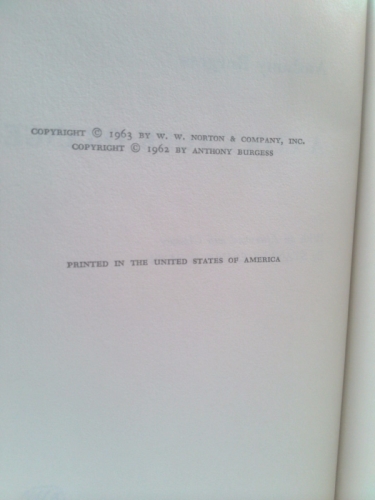 COPYRIGHT © 1963 BY W. W. NORTON & COMPANY, INC.
COPYRIGHT © 1962 BY ANTHONY BURGESS
PRINTED IN THE UNITED STATES OF AMERICA